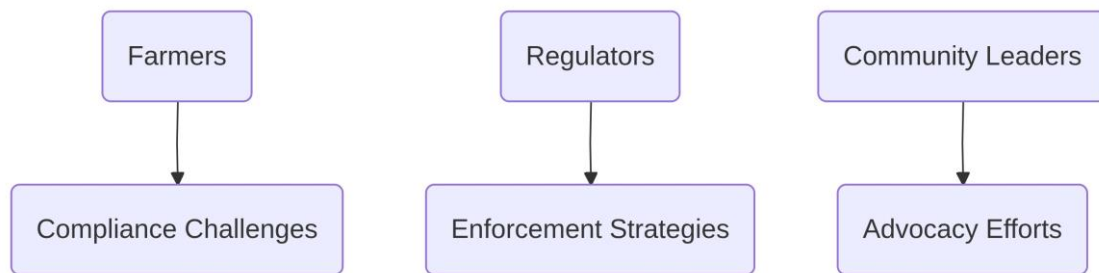 Farmers
Regulators
Community Leaders
Compliance Challenges
Enforcement Strategies
Advocacy Efforts